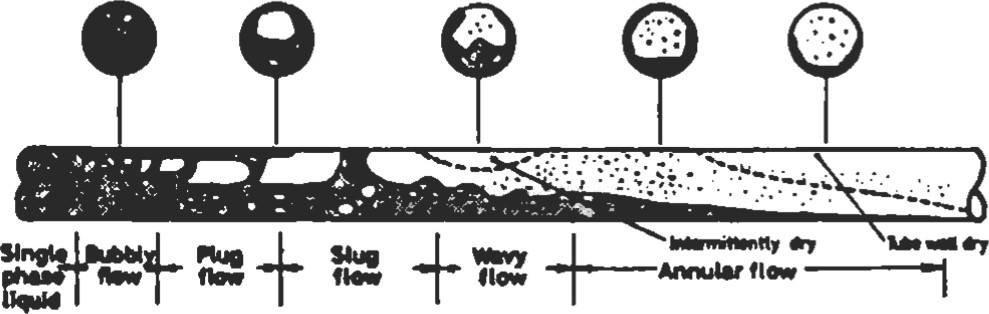 Single
phase
liquid
Bubbly
flow
Plug
flow
Slug
flow
Wavy
flow
Annular flow
Intermittently dry
Tube wall dry